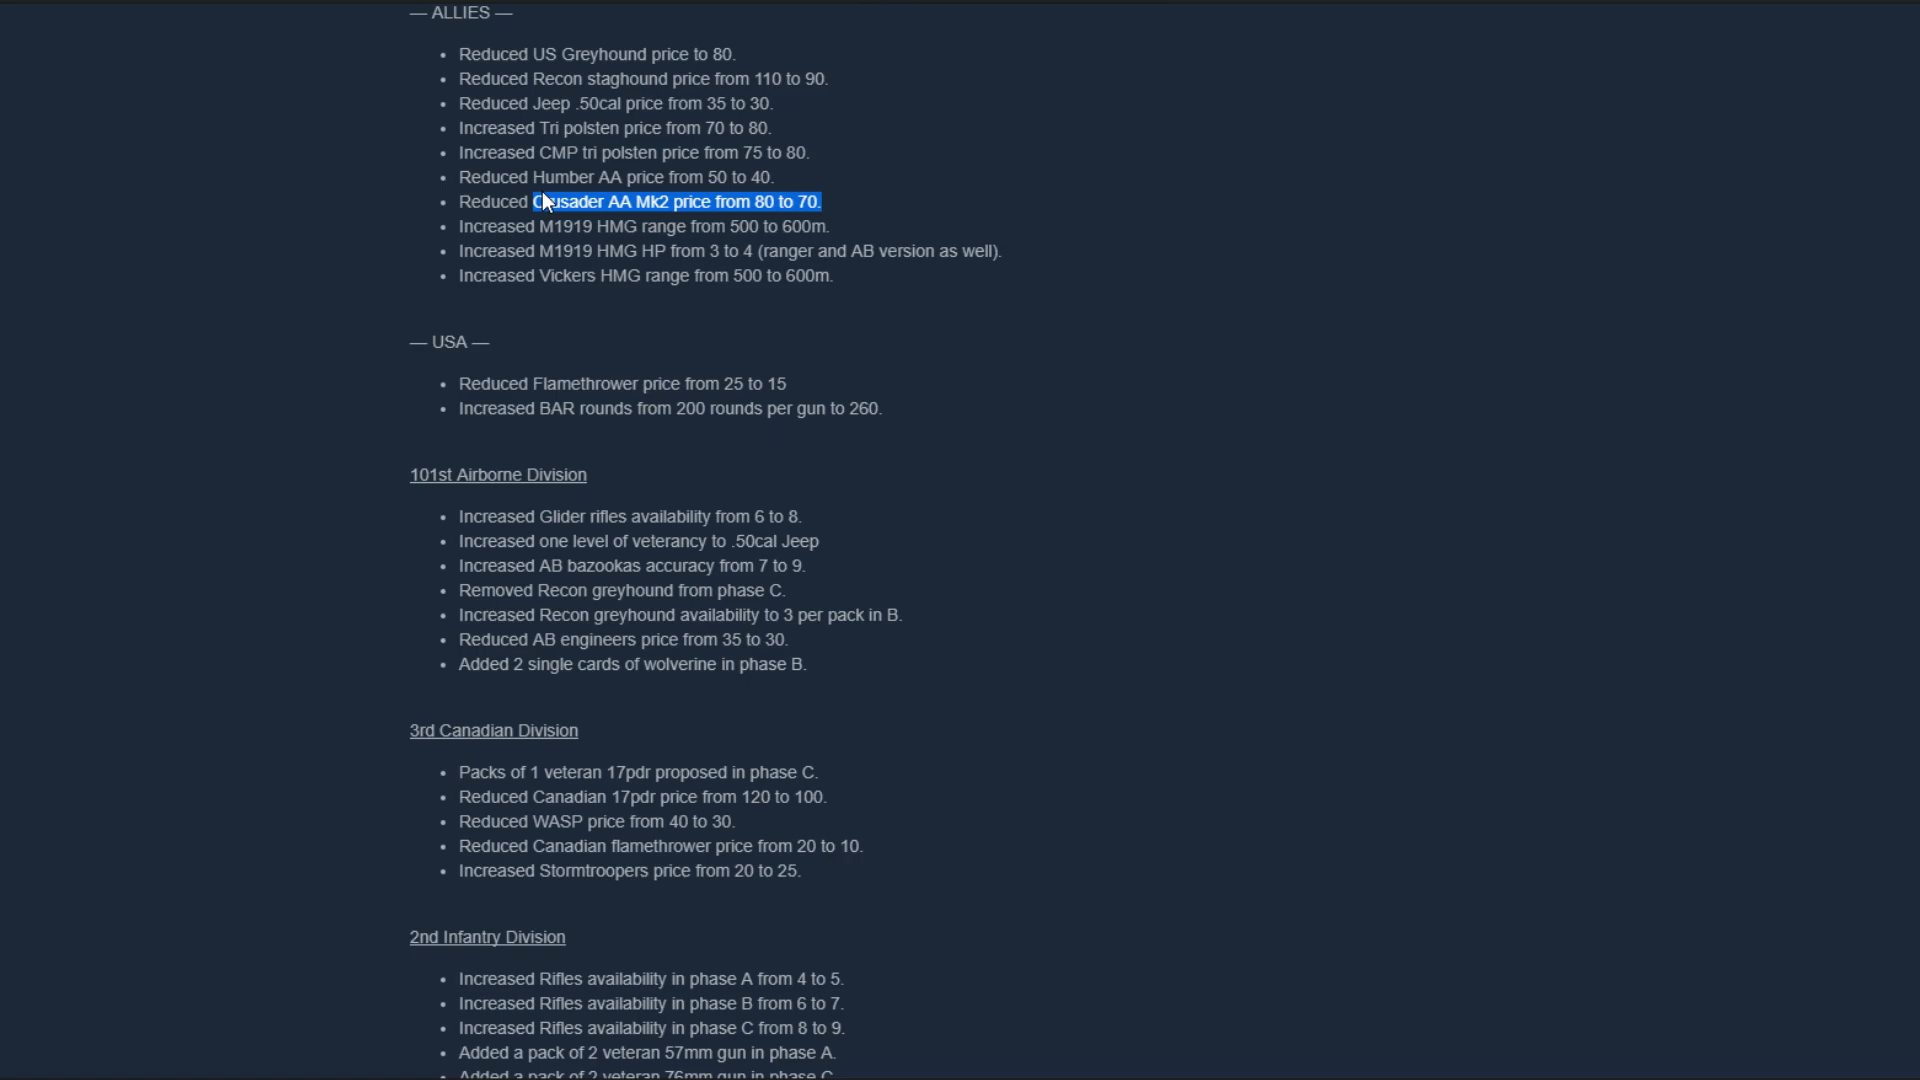 — ALLIES —
• Reduced US Greyhound price to 80.
• Reduced Recon staghound price from 110 to 90.
• Reduced Jeep .50cal price from 35 to 30.
• Increased Tri polsten price from 70 to 80.
• Increased CMP tri polsten price from 75 to 80.
• Reduced Humber AA price from 50 to 40.
• Reduced Crusader AA Mk2 price from 80 to 70.
• Increased M1919 HMG range from 500 to 600m.
• Increased M1919 HMG HP from 3 to 4 (ranger and AB version as well).
• Increased Vickers HMG range from 500 to 600m.
— USA —
• Reduced Flamethrower price from 25 to 15
• Increased BAR rounds from 200 rounds per gun to 260.
101st Airborne Division
• Increased Glider rifles availability from 6 to 8.
• Increased one level of veterancy to .50cal Jeep
• Increased AB bazookas accuracy from 7 to 9.
• Removed Recon greyhound from phase C.
• Increased Recon greyhound availability to 3 per pack in B.
• Reduced AB engineers price from 35 to 30.
• Added 2 single cards of wolverine in phase B.
3rd Canadian Division
• Packs of 1 veteran 17pdr proposed in phase C.
• Reduced Canadian 17pdr price from 120 to 100.
• Reduced WASP price from 40 to 30.
• Reduced Canadian flamethrower price from 20 to 10.
• Increased Stormtroopers price from 20 to 25.
2nd Infantry Division
• Increased Rifles availability in phase A from 4 to 5.
• Increased Rifles availability in phase B from 6 to 7.
• Increased Rifles availability in phase C from 8 to 9.
• Added a pack of 2 veteran 57mm gun in phase A.
• Added a pack of 2 veteran 76mm gun in phase C.